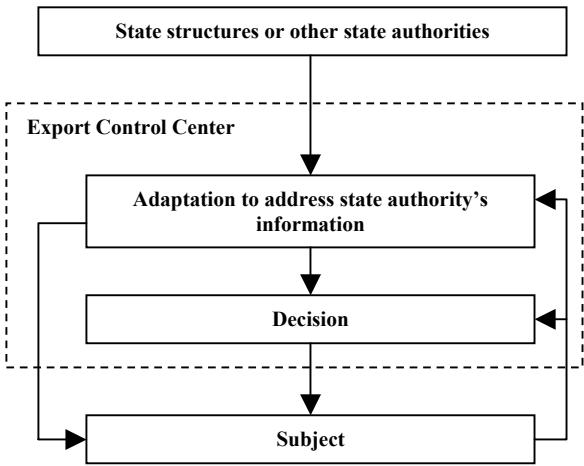 State structures or other state authorities
Export Control Center
Adaptation to address state authority's
information
Decision
Subject